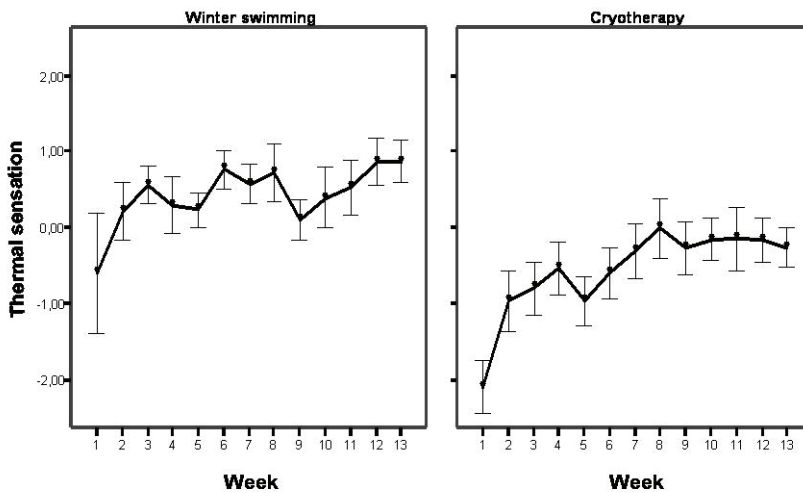 Winter swimming
Cryotherapy
Thermal sensation
2,00
1,00
0,00
-1,00
-2,00
1 2 3 4 5 6 7 8 9 10 11 12 13
1 2 3 4 5 6 7 8 9 10 11 12 13
Week
Week